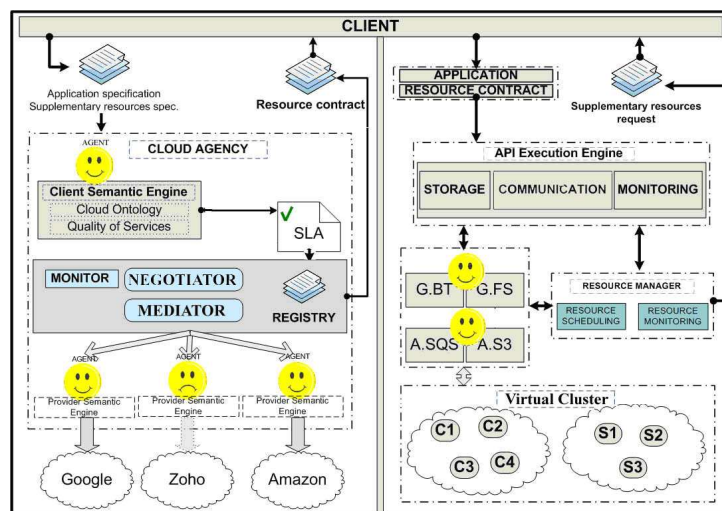 CLIENT
Application specification
Supplementary resources spec.
Resource contract
AGENT
CLOUD AGENCY
Client Semantic Engine
Cloud Ontology
Quality of Services
SLA
MONITOR
NEGOTIATOR
MEDIATOR
REGISTRY
AGENT
AGENT
AGENT
Provider Semantic
Engine
Provider Semantic
Engine
Provider Semantic
Engine
Google
Zoho
Amazon
APPLICATION
RESOURCE CONTRACT
Supplementary resources
request
API Execution Engine
STORAGE
COMMUNICATION
MONITORING
G.BT
G.FS
A.SQS
A.S3
RESOURCE MANAGER
RESOURCE
SCHEDULING
RESOURCE
MONITORING
Virtual Cluster
C1
C2
C3
C4
S1
S2
S3